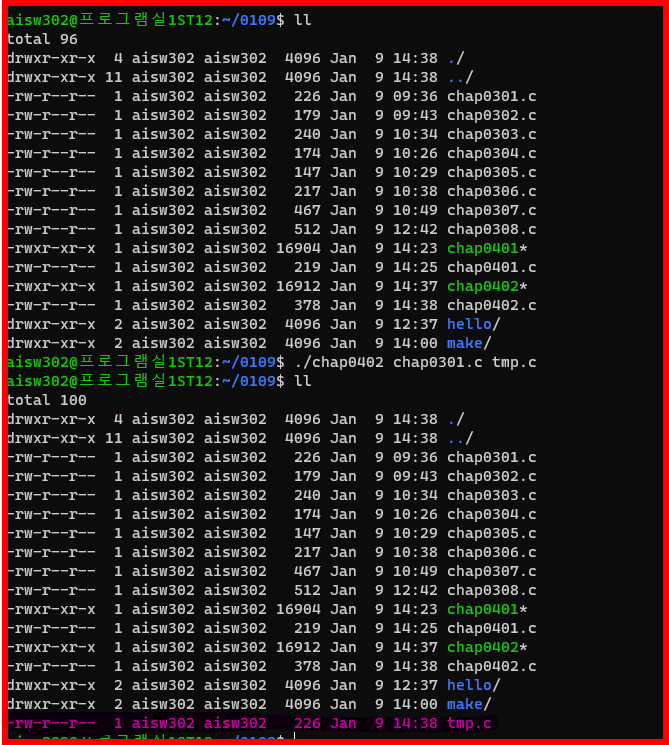 aisw302@프로그램실1ST12:~/0109$ ll
total 96
drwxr-xr-x  4 aisw302 aisw302  4096 Jan  9 14:38 ./
drwxr-xr-x 11 aisw302 aisw302  4096 Jan  9 14:38 ../
-rw-r--r--  1 aisw302 aisw302   226 Jan  9 09:36 chap0301.c
-rw-r--r--  1 aisw302 aisw302   179 Jan  9 09:43 chap0302.c
-rw-r--r--  1 aisw302 aisw302   240 Jan  9 10:34 chap0303.c
-rw-r--r--  1 aisw302 aisw302   174 Jan  9 10:26 chap0304.c
-rw-r--r--  1 aisw302 aisw302   147 Jan  9 10:29 chap0305.c
-rw-r--r--  1 aisw302 aisw302   217 Jan  9 10:38 chap0306.c
-rw-r--r--  1 aisw302 aisw302   467 Jan  9 10:49 chap0307.c
-rw-r--r--  1 aisw302 aisw302   512 Jan  9 12:42 chap0308.c
-rwxr-xr-x  1 aisw302 aisw302 16904 Jan  9 14:23 chap0401*
-rw-r--r--  1 aisw302 aisw302   219 Jan  9 14:25 chap0401.c
-rwxr-xr-x  1 aisw302 aisw302 16912 Jan  9 14:37 chap0402*
-rw-r--r--  1 aisw302 aisw302   378 Jan  9 14:38 chap0402.c
drwxr-xr-x  2 aisw302 aisw302  4096 Jan  9 12:37 hello/
drwxr-xr-x  2 aisw302 aisw302  4096 Jan  9 14:00 make/
aisw302@프로그램실1ST12:~/0109$ ./chap0402 chap0301.c tmp.c
aisw302@프로그램실1ST12:~/0109$ ll
total 100
drwxr-xr-x  4 aisw302 aisw302  4096 Jan  9 14:38 ./
drwxr-xr-x 11 aisw302 aisw302  4096 Jan  9 14:38 ../
-rw-r--r--  1 aisw302 aisw302   226 Jan  9 09:36 chap0301.c
-rw-r--r--  1 aisw302 aisw302   179 Jan  9 09:43 chap0302.c
-rw-r--r--  1 aisw302 aisw302   240 Jan  9 10:34 chap0303.c
-rw-r--r--  1 aisw302 aisw302   174 Jan  9 10:26 chap0304.c
-rw-r--r--  1 aisw302 aisw302   147 Jan  9 10:29 chap0305.c
-rw-r--r--  1 aisw302 aisw302   217 Jan  9 10:38 chap0306.c
-rw-r--r--  1 aisw302 aisw302   467 Jan  9 10:49 chap0307.c
-rw-r--r--  1 aisw302 aisw302   512 Jan  9 12:42 chap0308.c
-rwxr-xr-x  1 aisw302 aisw302 16904 Jan  9 14:23 chap0401*
-rw-r--r--  1 aisw302 aisw302   219 Jan  9 14:25 chap0401.c
-rwxr-xr-x  1 aisw302 aisw302 16912 Jan  9 14:37 chap0402*
-rw-r--r--  1 aisw302 aisw302   378 Jan  9 14:38 chap0402.c
drwxr-xr-x  2 aisw302 aisw302  4096 Jan  9 12:37 hello/
drwxr-xr-x  2 aisw302 aisw302  4096 Jan  9 14:00 make/
-rw-r--r--  1 aisw302 aisw302   226 Jan  9 14:38 tmp.c